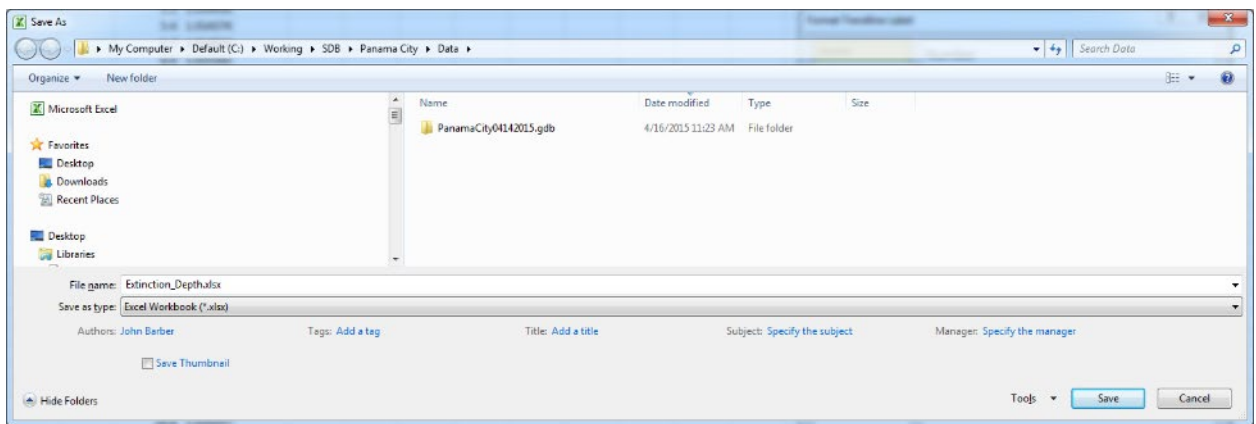 Save As
My Computer ▸ Default (C:) ▸ Working ▸ SDB ▸ Panama City ▸ Data ▸
Search Data
Organize
New folder
Microsoft Excel
Favorites
Desktop
Downloads
Recent Places
Desktop
Libraries
Name Date modified Type Size
PanamaCity04142015.gdb 4/16/2015 11:23 AM File folder
File name: Extinction_Depth.xlsx
Save as type: Excel Workbook (*.xlsx)
Authors: John Barber Tags: Add a tag Title: Add a title Subject: Specify the subject Manager: Specify the manager
Save Thumbnail
Hide Folders Tools Save Cancel